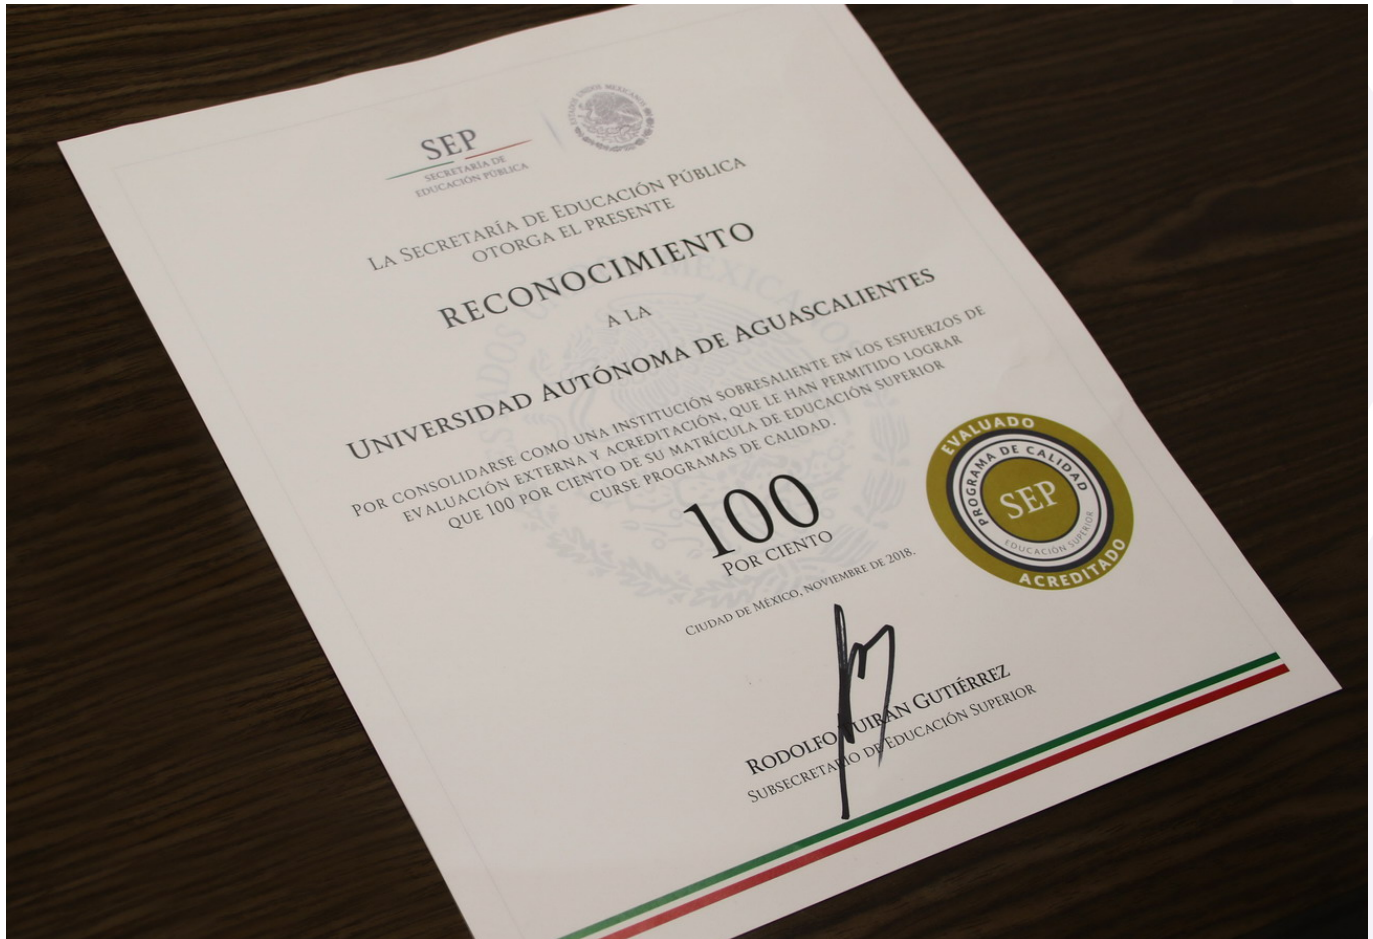 SEP
SECRETARÍA DE
EDUCACIÓN PÚBLICA
ESTADOS UNIDOS MEXICANOS
LA SECRETARÍA DE EDUCACIÓN PÚBLICA
OTORGA EL PRESENTE
RECONOCIMIENTO
A LA
UNIVERSIDAD AUTÓNOMA DE AGUASCALIENTES
POR CONSOLIDARSE COMO UNA INSTITUCIÓN SOBRESALIENTE EN LOS ESFUERZOS DE
EVALUACIÓN EXTERNA Y ACREDITACIÓN, QUE LE HAN PERMITIDO LOGRAR
QUE 100 POR CIENTO DE SU MATRÍCULA DE EDUCACIÓN SUPERIOR
CURSE PROGRAMAS DE CALIDAD.
100
POR CIENTO
CIUDAD DE MÉXICO, NOVIEMBRE DE 2018.
EVALUADO
PROGRAMA DE CALIDAD
SEP
EDUCACIÓN SUPERIOR
ACREDITADO
RODOLFO TUIRÁN GUTIÉRREZ
SUBSECRETARIO DE EDUCACIÓN SUPERIOR